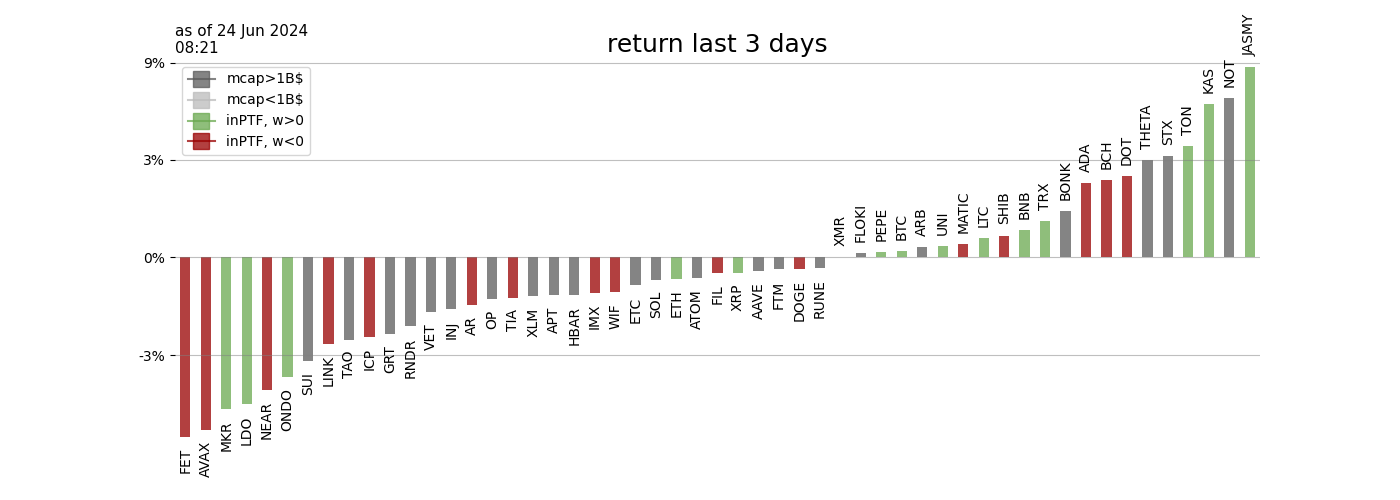 as of 24 Jun 2024
08:21
return last 3 days
9%
3%
0%
-3%
mcap>1B$
mcap<1B$
inPTF, w>0
inPTF, w<0
FET
AVAX
MKR
LDO
NEAR
ONDO
SUI
LINK
TAO
ICP
GRT
RNDR
VET
INJ
AR
OP
TIA
XLM
APT
HBAR
IMX
WIF
ETC
SOL
ETH
ATOM
FIL
XRP
AAVE
FTM
DOGE
RUNE
XMR
FLOKI
PEPE
BTC
ARB
UNI
MATIC
LTC
SHIB
BNB
TRX
BONK
ADA
BCH
DOT
THETA
STX
TON
KAS
NOT
JASMY